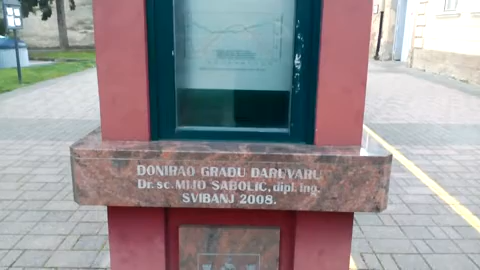 DONIRAO GRADU DARUVARU
Dr. sc. MIJO SABOLIĆ, dipl. ing.
SVIBANJ 2008.